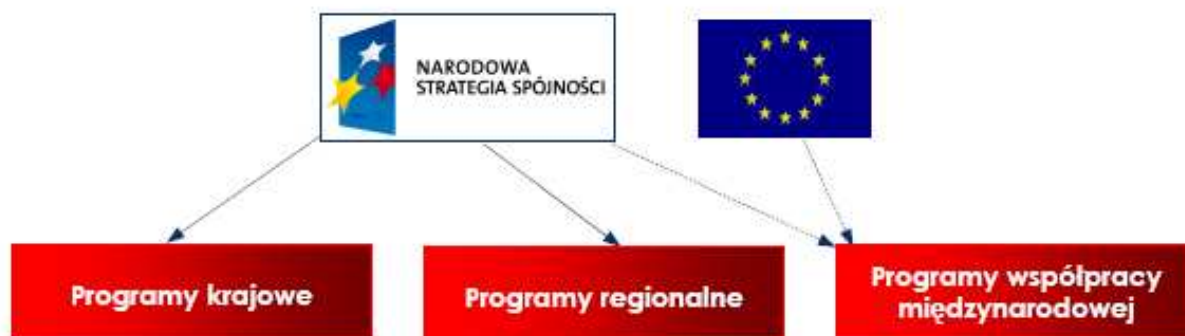 NARODOWA
STRATEGIA SPÓJNOŚCI
Programy krajowe
Programy regionalne
Programy współpracy
międzynarodowej